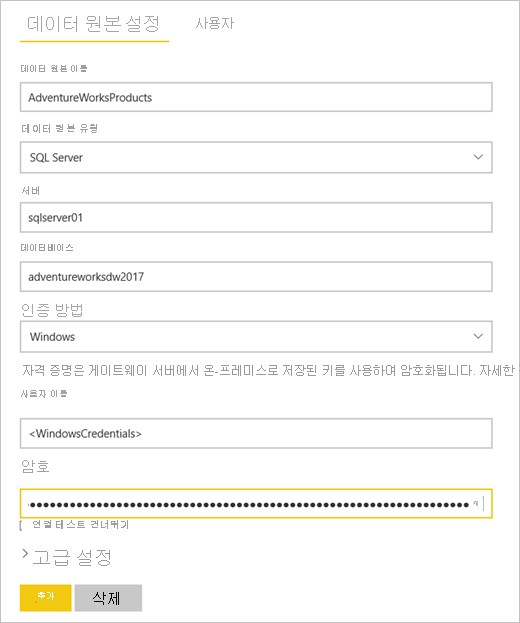 데이터 원본 설정 사용자
데이터 원본 이름
AdventureWorksProducts
데이터 원본 유형
SQL Server
서버
sqlserver01
데이터베이스
adventureworksdw2017
인증 방법
Windows
자격 증명은 게이트웨이 서버에서 온-프레미스로 저장된 키를 사용하여 암호화됩니다. 자세한
사용자 이름
<WindowsCredentials>
암호
연결 테스트 건너뛰기
고급 설정
추가 삭제